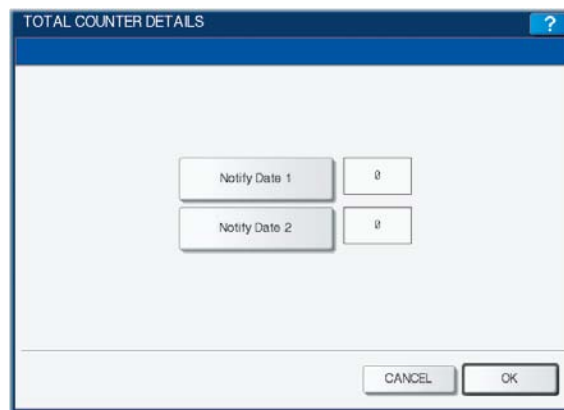 TOTAL COUNTER DETAILS ?
Notify Date 1 0
Notify Date 2 0
CANCEL OK